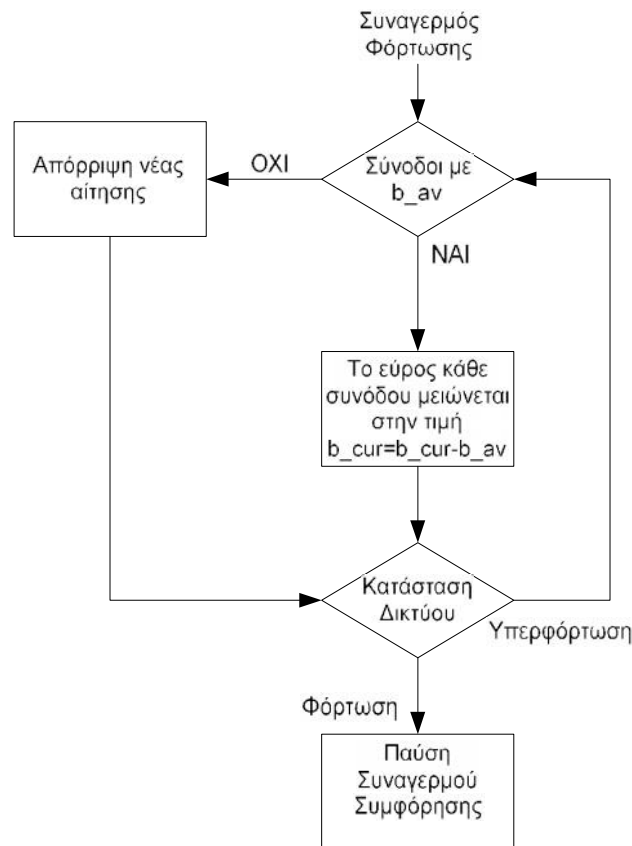 Συναγερμός
Φόρτωσης
Απόρριψη νέας
αίτησης
ΟΧΙ
Σύνοδοι με
b_av
ΝΑΙ
Το εύρος κάθε
συνόδου μειώνεται
στην τιμή
b_cur=b_cur-b_av
Κατάσταση
Δικτύου
Υπερφόρτωση
Φόρτωση
Παύση
Συναγερμού
Συμφόρησης